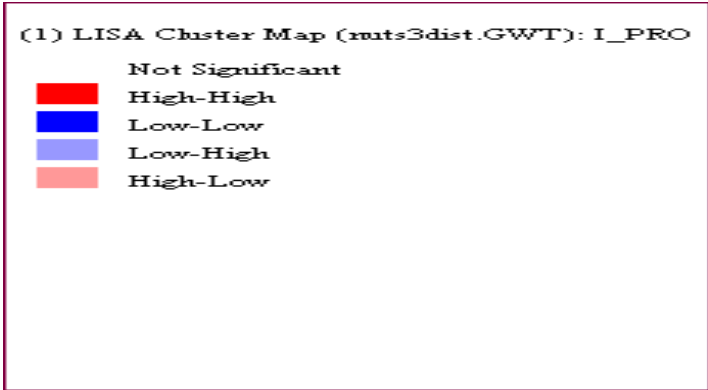 (1) LISA Cluster Map (nuts3dist.GWT): I_PRO
Not Significant
High-High
Low-Low
Low-High
High-Low